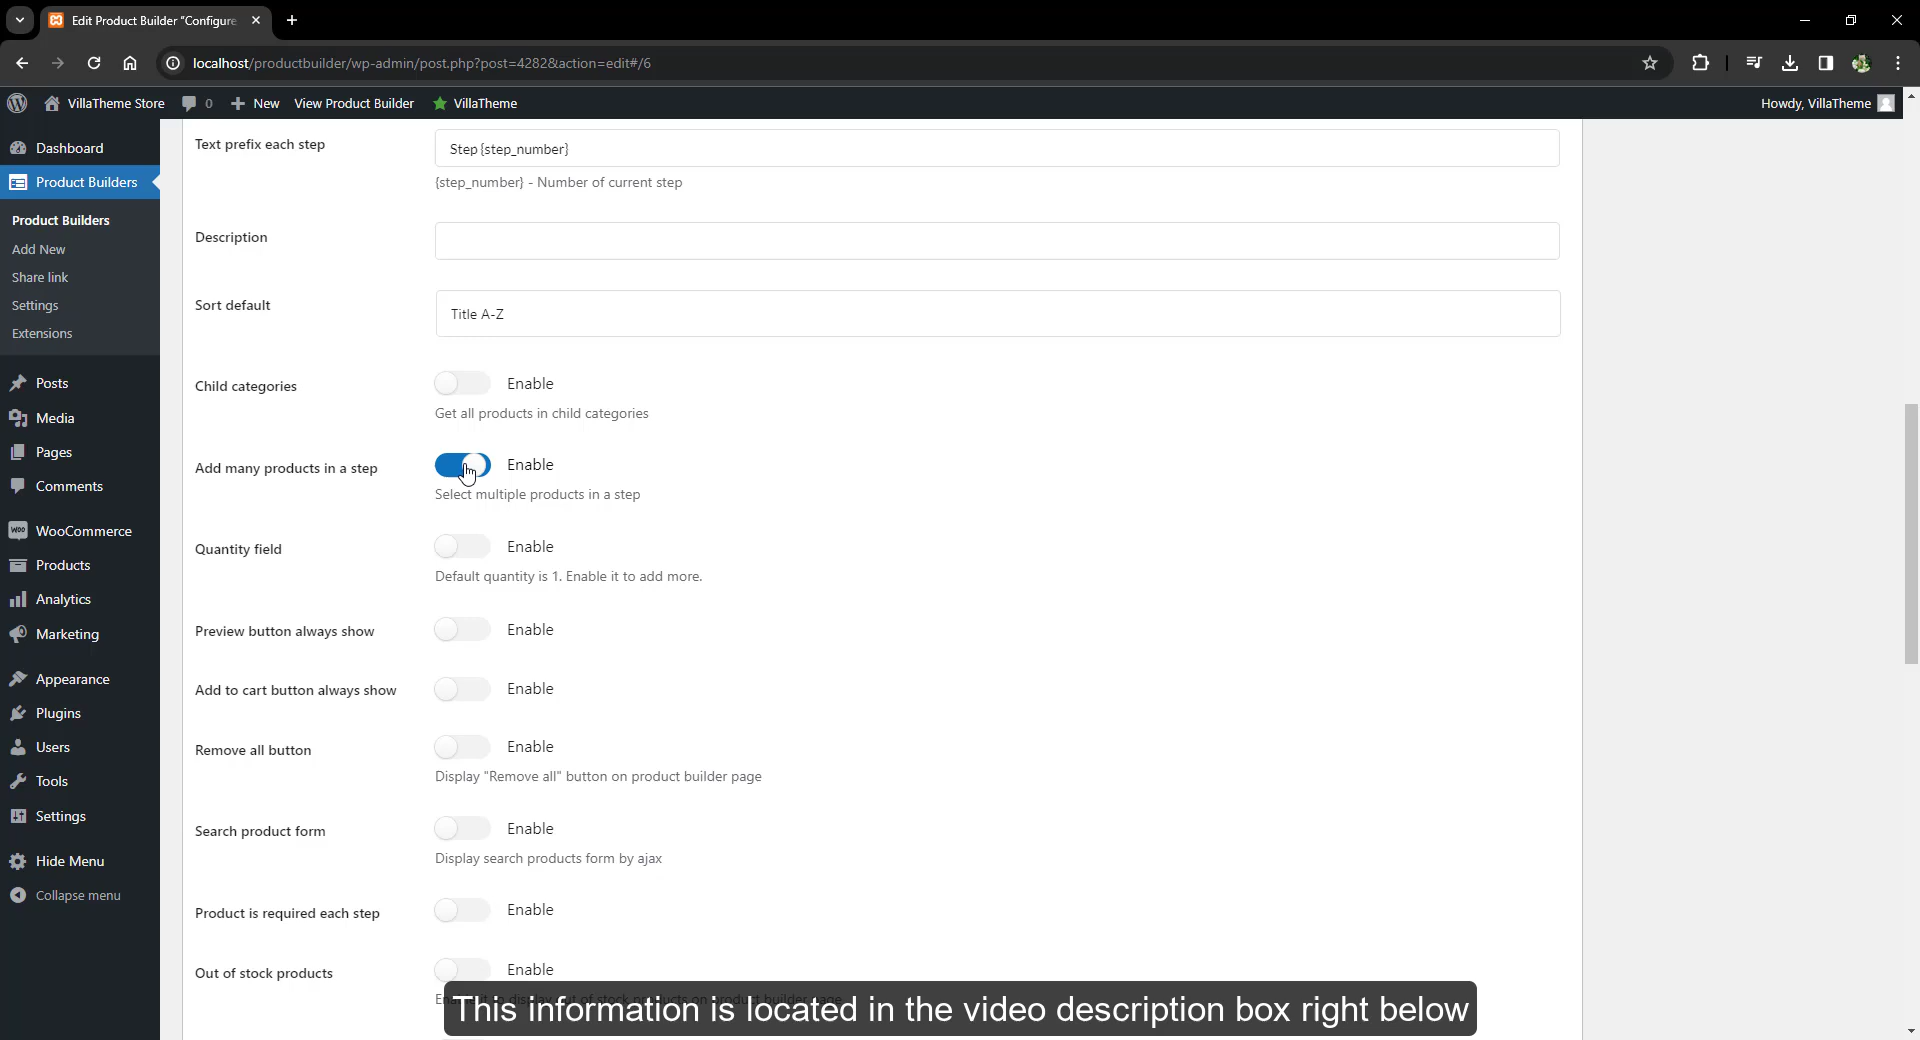 Edit Product Builder "Configure
localhost/productbuilder/wp-admin/post.php?post=4282&action=edit#/6
VillaTheme Store 0 New View Product Builder VillaTheme Howdy, VillaTheme
Dashboard
Product Builders
Product Builders
Add New
Share link
Settings
Extensions
Posts
Media
Pages
Comments
WooCommerce
Products
Analytics
Marketing
Appearance
Plugins
Users
Tools
Settings
Hide Menu
Collapse menu
Text prefix each step Step {step_number}
{step_number} - Number of current step
Description
Sort default Title A-Z
Child categories Enable
Get all products in child categories
Add many products in a step Enable
Select multiple products in a step
Quantity field Enable
Default quantity is 1. Enable it to add more.
Preview button always show Enable
Add to cart button always show Enable
Remove all button Enable
Display "Remove all" button on product builder page
Search product form Enable
Display search products form by ajax
Product is required each step Enable
Out of stock products Enable
This information is located in the video description box right below